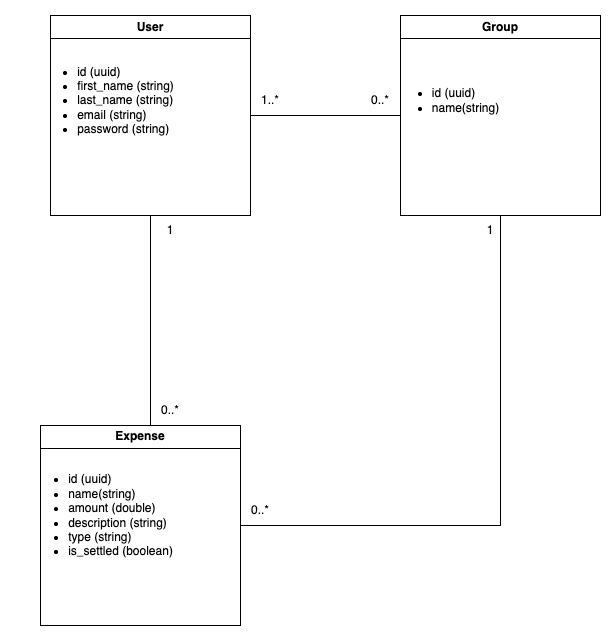 User
• id (uuid)
• first_name (string)
• last_name (string)
• email (string)
• password (string)
1..*
0..*
Group
• id (uuid)
• name(string)
1
1
0..*
Expense
• id (uuid)
• name(string)
• amount (double)
• description (string)
• type (string)
• is_settled (boolean)
0..*